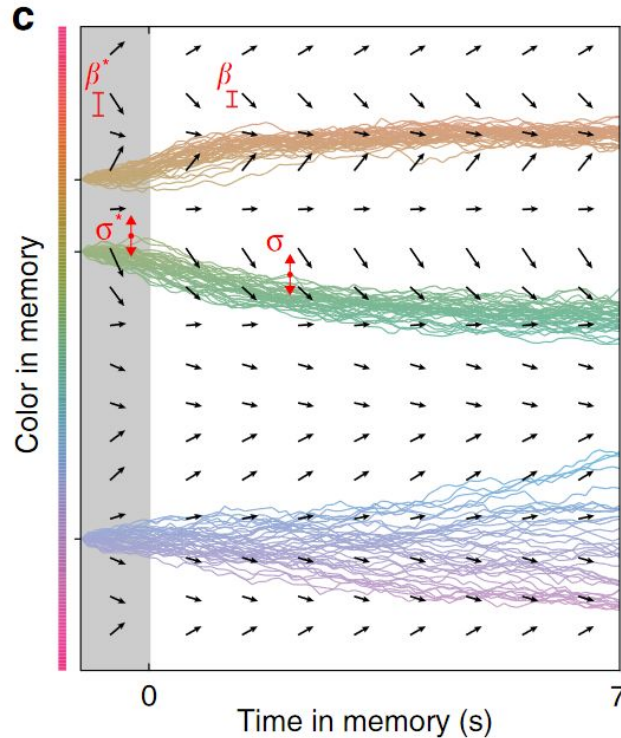 c
β*
β
σ*
σ
Color in memory
0
7
Time in memory (s)